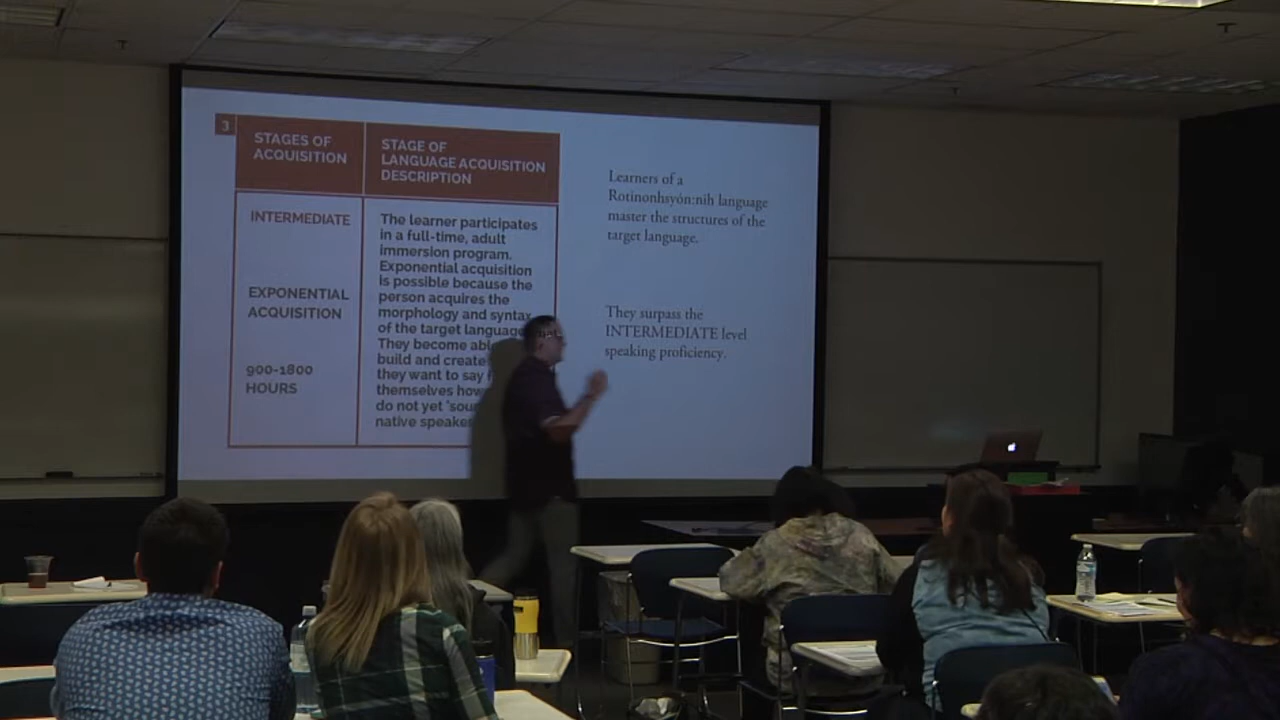 3
STAGES OF
ACQUISITION
STAGE OF
LANGUAGE ACQUISITION
DESCRIPTION
INTERMEDIATE
EXPONENTIAL
ACQUISITION
900-1800
HOURS
The learner participates
in a full-time, adult
immersion program.
Exponential acquisition
is possible because the
person acquires the
morphology and syntax
of the target language
They become
build and create
they want to say
themselves
do not yet
native
Learners of a
Rotinonhsyón:nih language
master the structures of the
target language.
They surpass the
INTERMEDIATE level
speaking proficiency.